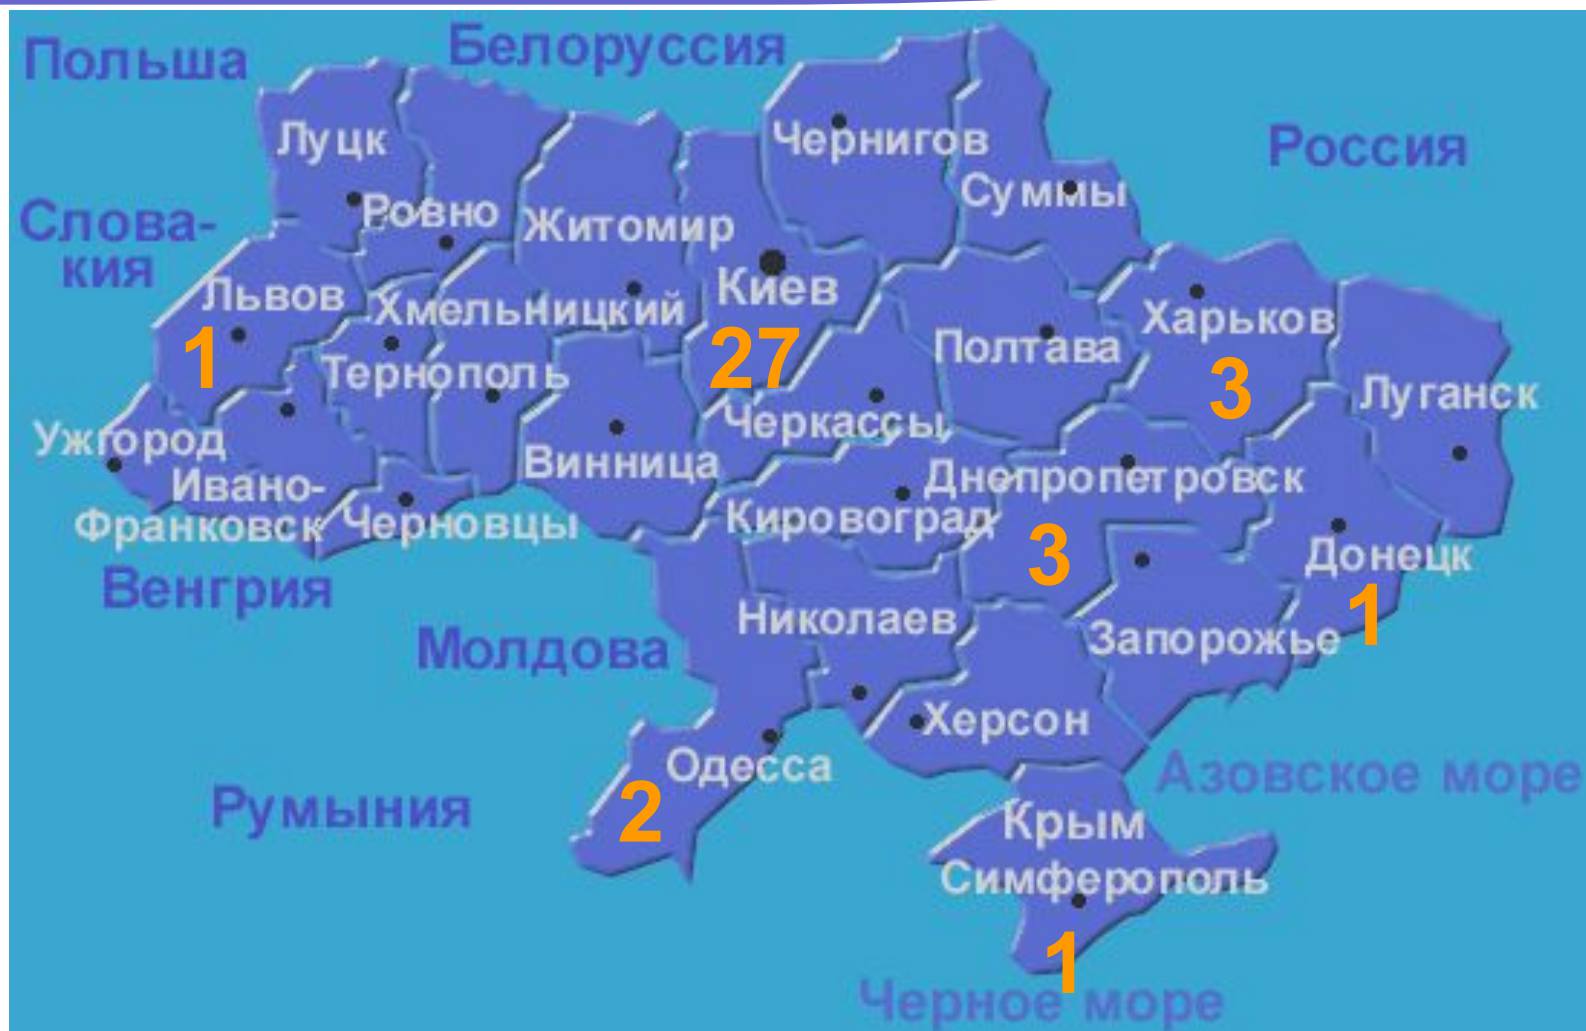 Польша
Белоруссия
Россия
Луцк
Чернигов
Суммы
Ровно
Житомир
Слова-
кия
Львов
Хмельницкий
Киев
Харьков
Полтава
1
27
3
Тернополь
Луганск
Черкассы
Ужгород
Винница
Днепропетровск
Ивано-
Франковск
Черновцы
Кировоград
3
Донецк
Венгрия
1
Николаев
Запорожье
Молдова
Херсон
Одесса
Азовское море
2
Румыния
Крым
Симферополь
1
Черное море